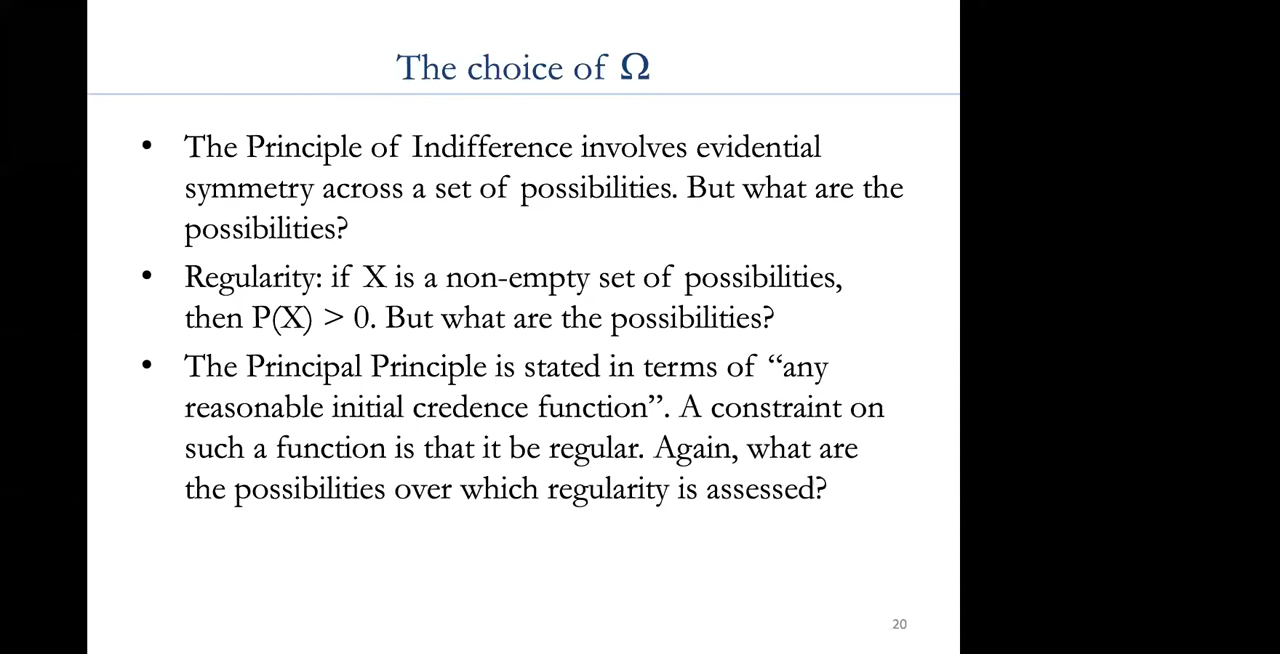 The choice of Ω
• The Principle of Indifference involves evidential
symmetry across a set of possibilities. But what are the
possibilities?
• Regularity: if X is a non-empty set of possibilities,
then P(X) > 0. But what are the possibilities?
• The Principal Principle is stated in terms of “any
reasonable initial credence function”. A constraint on
such a function is that it be regular. Again, what are
the possibilities over which regularity is assessed?
20